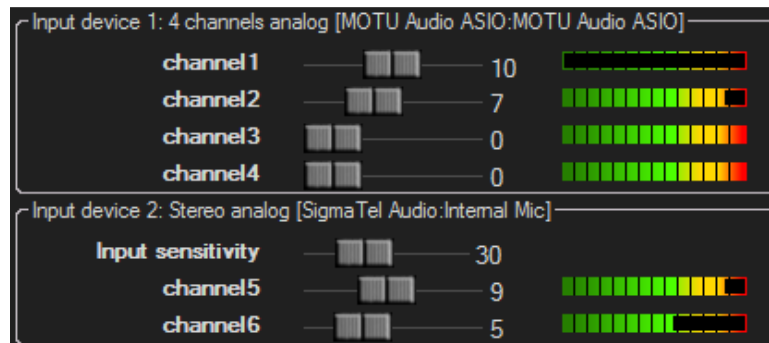 Input device 1: 4 channels analog [MOTU Audio ASIO:MOTU Audio ASIO]
channel1 10
channel2 7
channel3 0
channel4 0
Input device 2: Stereo analog [SigmaTel Audio:Internal Mic]
Input sensitivity 30
channel5 9
channel6 5